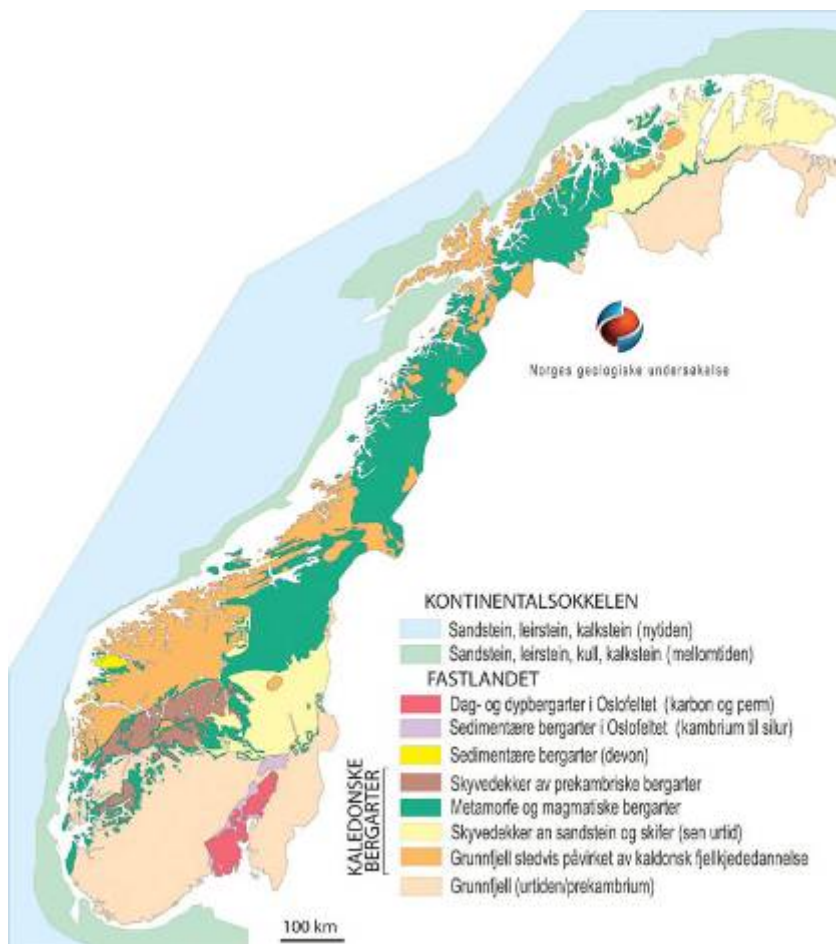 Norges geologiske undersøkelse
KONTINENTALSOKKELEN
Sandstein, leirstein, kalkstein (nytiden)
Sandstein, leirstein, kull, kalkstein (mellomtiden)
FASTLANDET
Dag- og dypbergarter i Oslofeltet (karbon og perm)
Sedimentære bergarter i Oslofeltet (kambrium til silur)
Sedimentære bergarter (devon)
KALEDONSKE
BERGARTER
Skyvedekker av prekambriske bergarter
Metamorfe og magmatiske bergarter
Skyvedekker an sandstein og skifer (sen urtid)
Grunnfjell stedvis påvirket av kaldonsk fjellkjededannelse
Grunnfjell (urtiden/prekambrium)
100 km